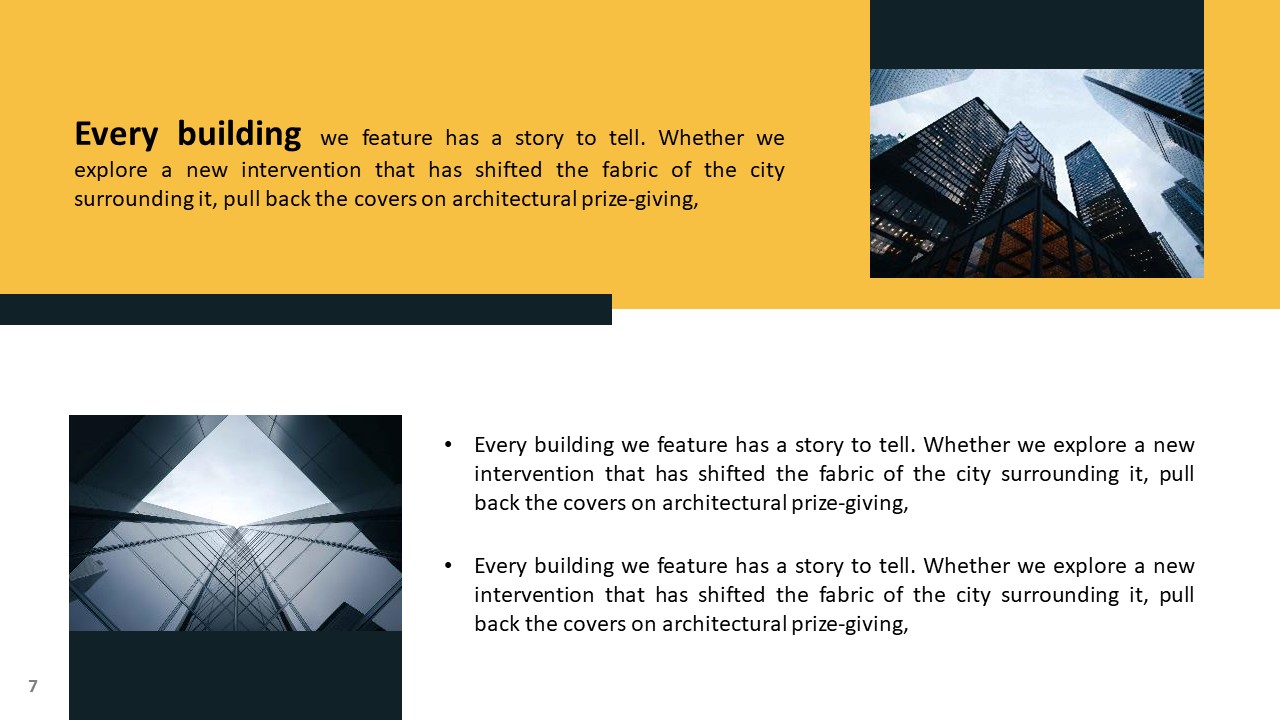 Every building we feature has a story to tell. Whether we
explore a new intervention that has shifted the fabric of the city
surrounding it, pull back the covers on architectural prize-giving,
• Every building we feature has a story to tell. Whether we explore a new
intervention that has shifted the fabric of the city surrounding it, pull
back the covers on architectural prize-giving,
• Every building we feature has a story to tell. Whether we explore a new
intervention that has shifted the fabric of the city surrounding it, pull
back the covers on architectural prize-giving,
7